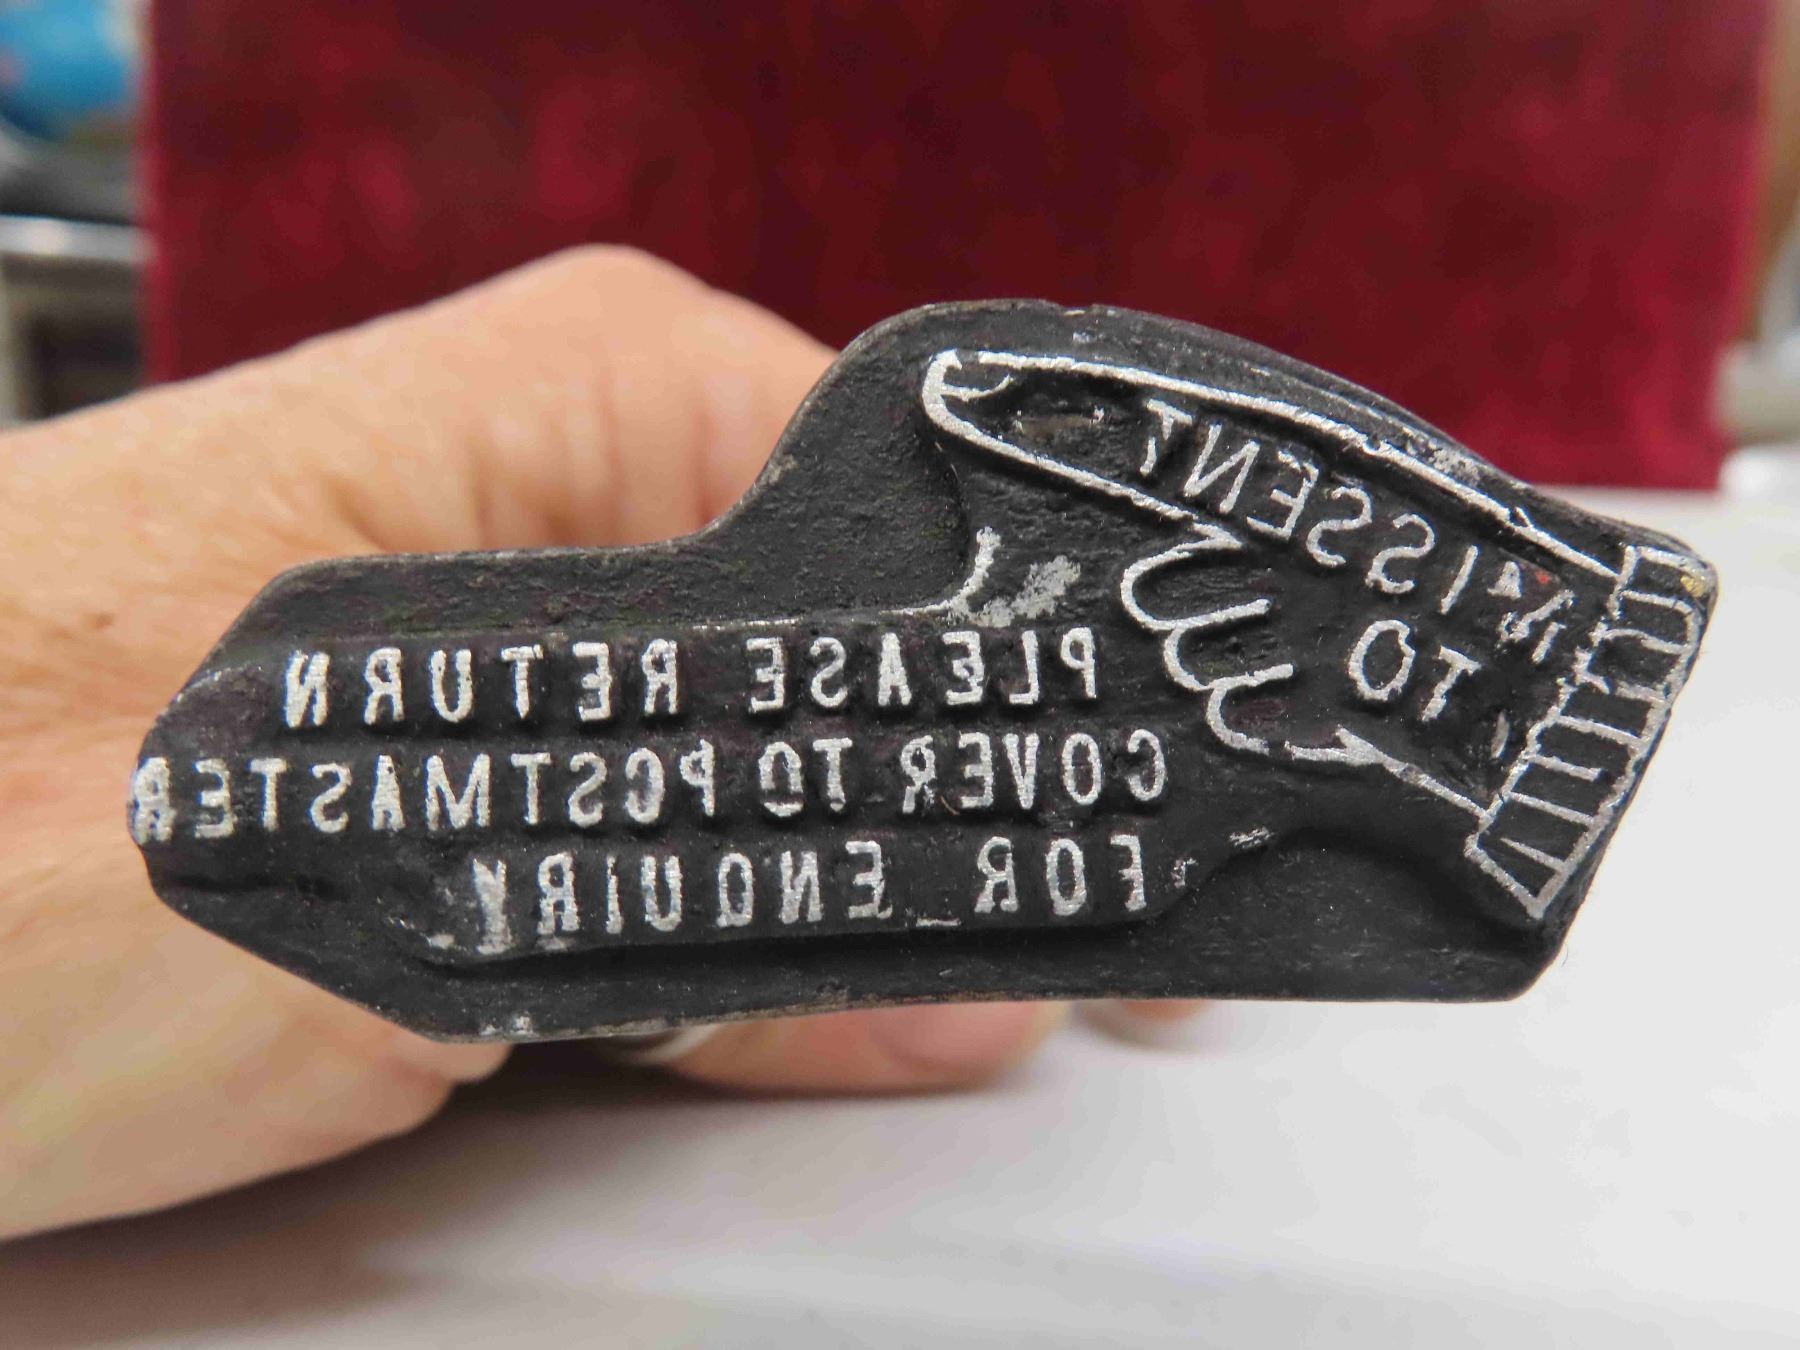 MISSENT
TO
PLEASE RETURN
COVER TO POSTMASTER
FOR ENQUIRY